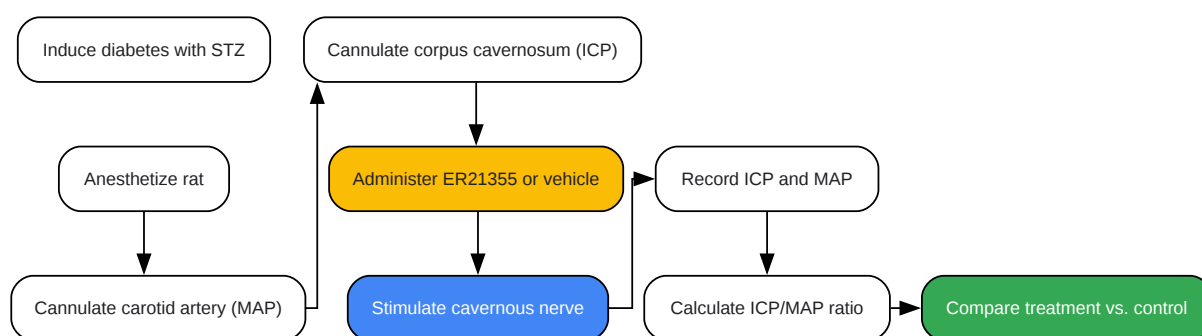 Induce diabetes with STZ
Anesthetize rat
Cannulate carotid artery (MAP)
Cannulate corpus cavernosum (ICP)
Administer ER21355 or vehicle
Stimulate cavernous nerve
Record ICP and MAP
Calculate ICP/MAP ratio
Compare treatment vs. control